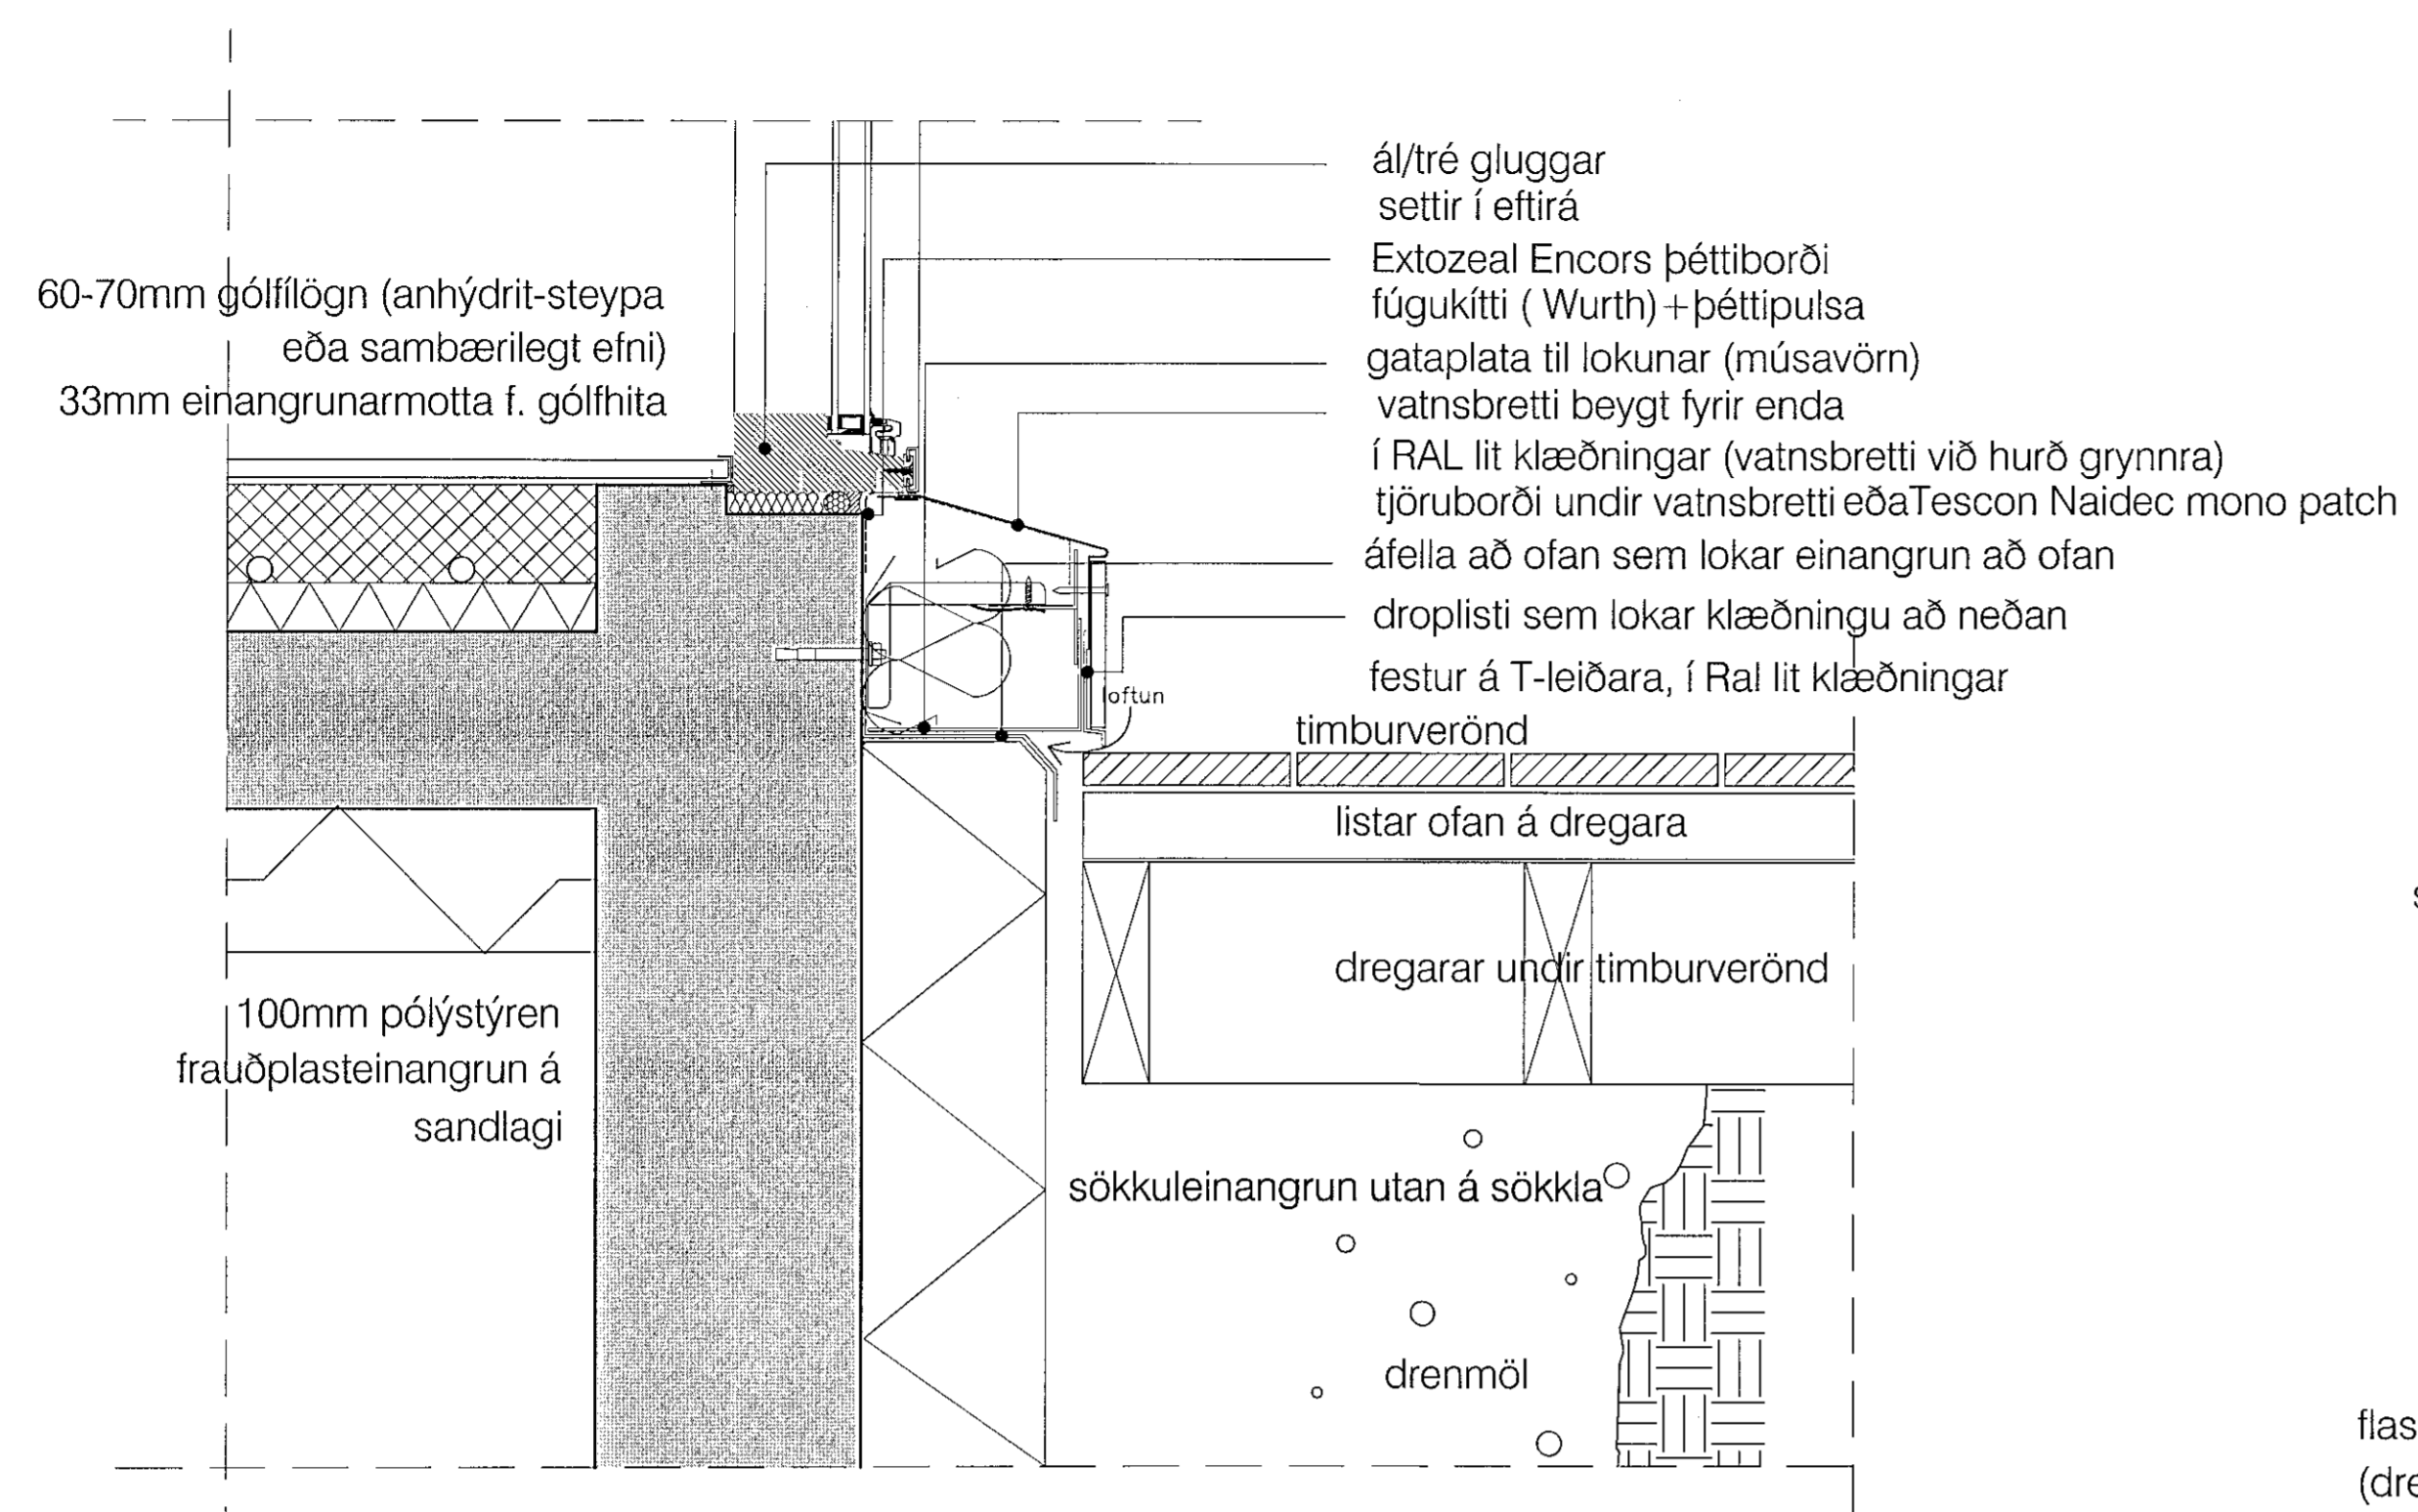 ál/tré gluggar
settir í eftirá
Extozeal Encors þéttiborði
fúgukítti ( Wurth)+þéttipulsa
gataplata til lokunar (músavörn)
vatnsbretti beygt fyrir enda
í RAL lit klæðningar (vatnsbretti við hurð grynnra)
tjöruborði undir vatnsbretti eðaTescon Naidec mono patch
áfella að ofan sem lokar einangrun að ofan
droplisti sem lokar klæðningu að neðan
festur á T-leiðara, í Ral lit klæðningar
60-70mm gólfílögn (anhýdrit-steypa
eða sambærilegt efni)
33mm einangrunarmotta f. gólfhita
loftun
timburverönd
listar ofan á dregara
dregarar undir timburverönd
100mm pólýstýren
frauðplasteinangrun á
sandlagi
sökkuleinangrun utan á sökkla
drenmöl
flas
(dre